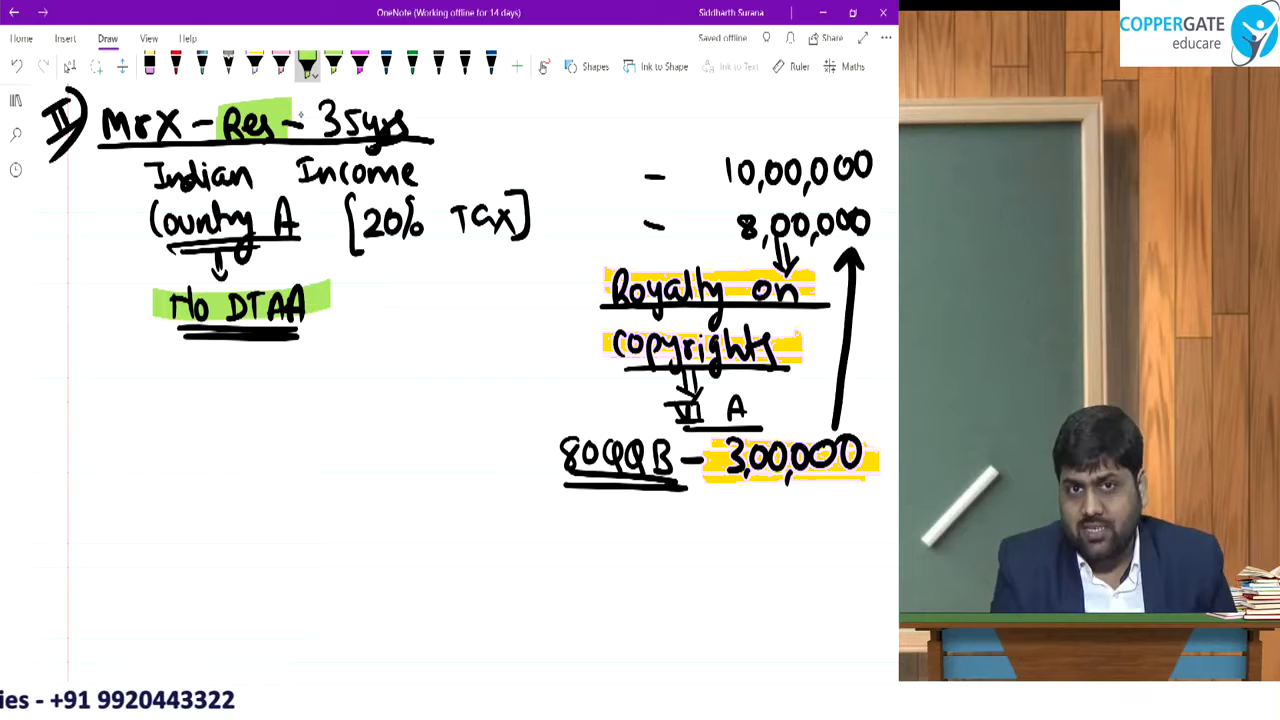 OneNote (Working offline for 14 days)
Siddharth Surana
Home Insert Draw View Help
Saved offline
Share
Shapes
Ink to Shape
Ink to Text
Ruler
Maths
COPPERGATE
educare
II) Mr X - Res - 35yrs
Indian Income - 10,00,000
Country A [20% Tax] - 8,00,000
No DTAA
Royalty on
copyrights
VI A
80QQB - 3,00,000
ies - +91 9920443322